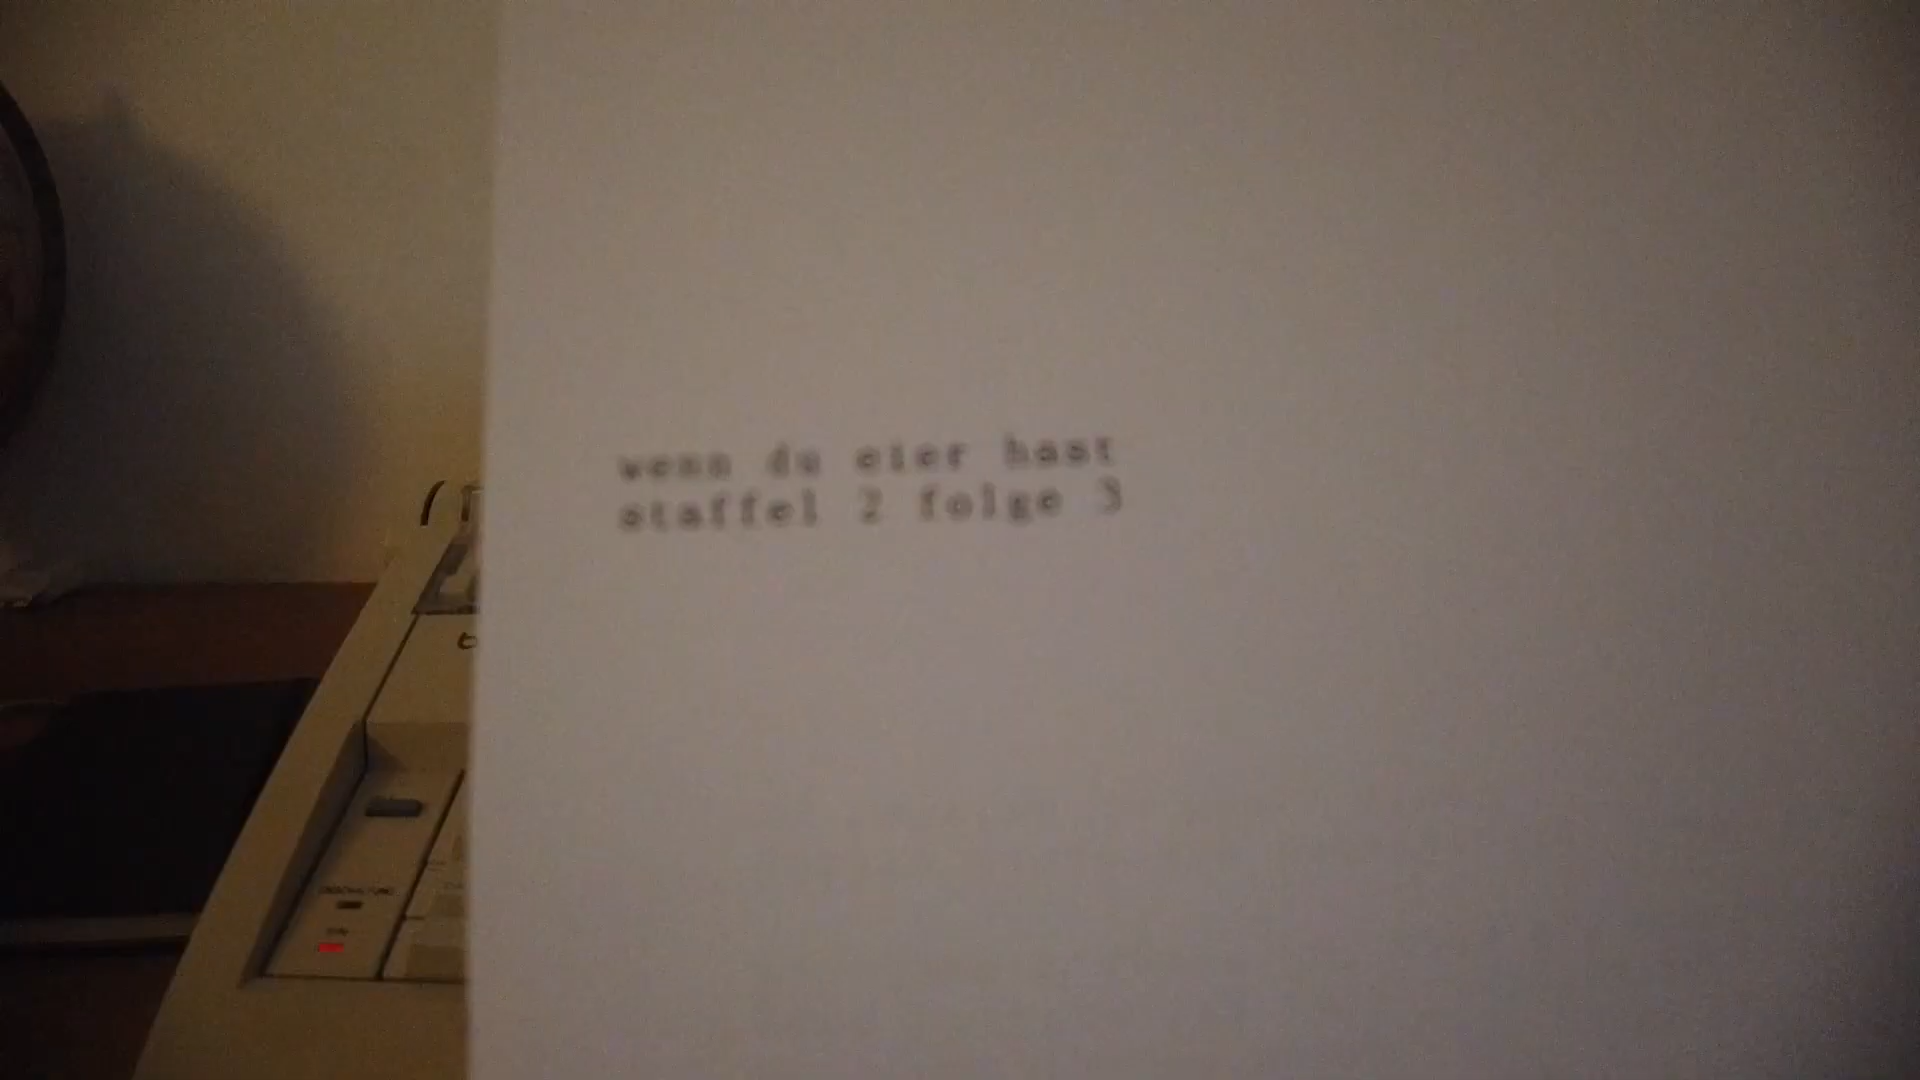 wenn du eier hast
staffel 2 folge 3